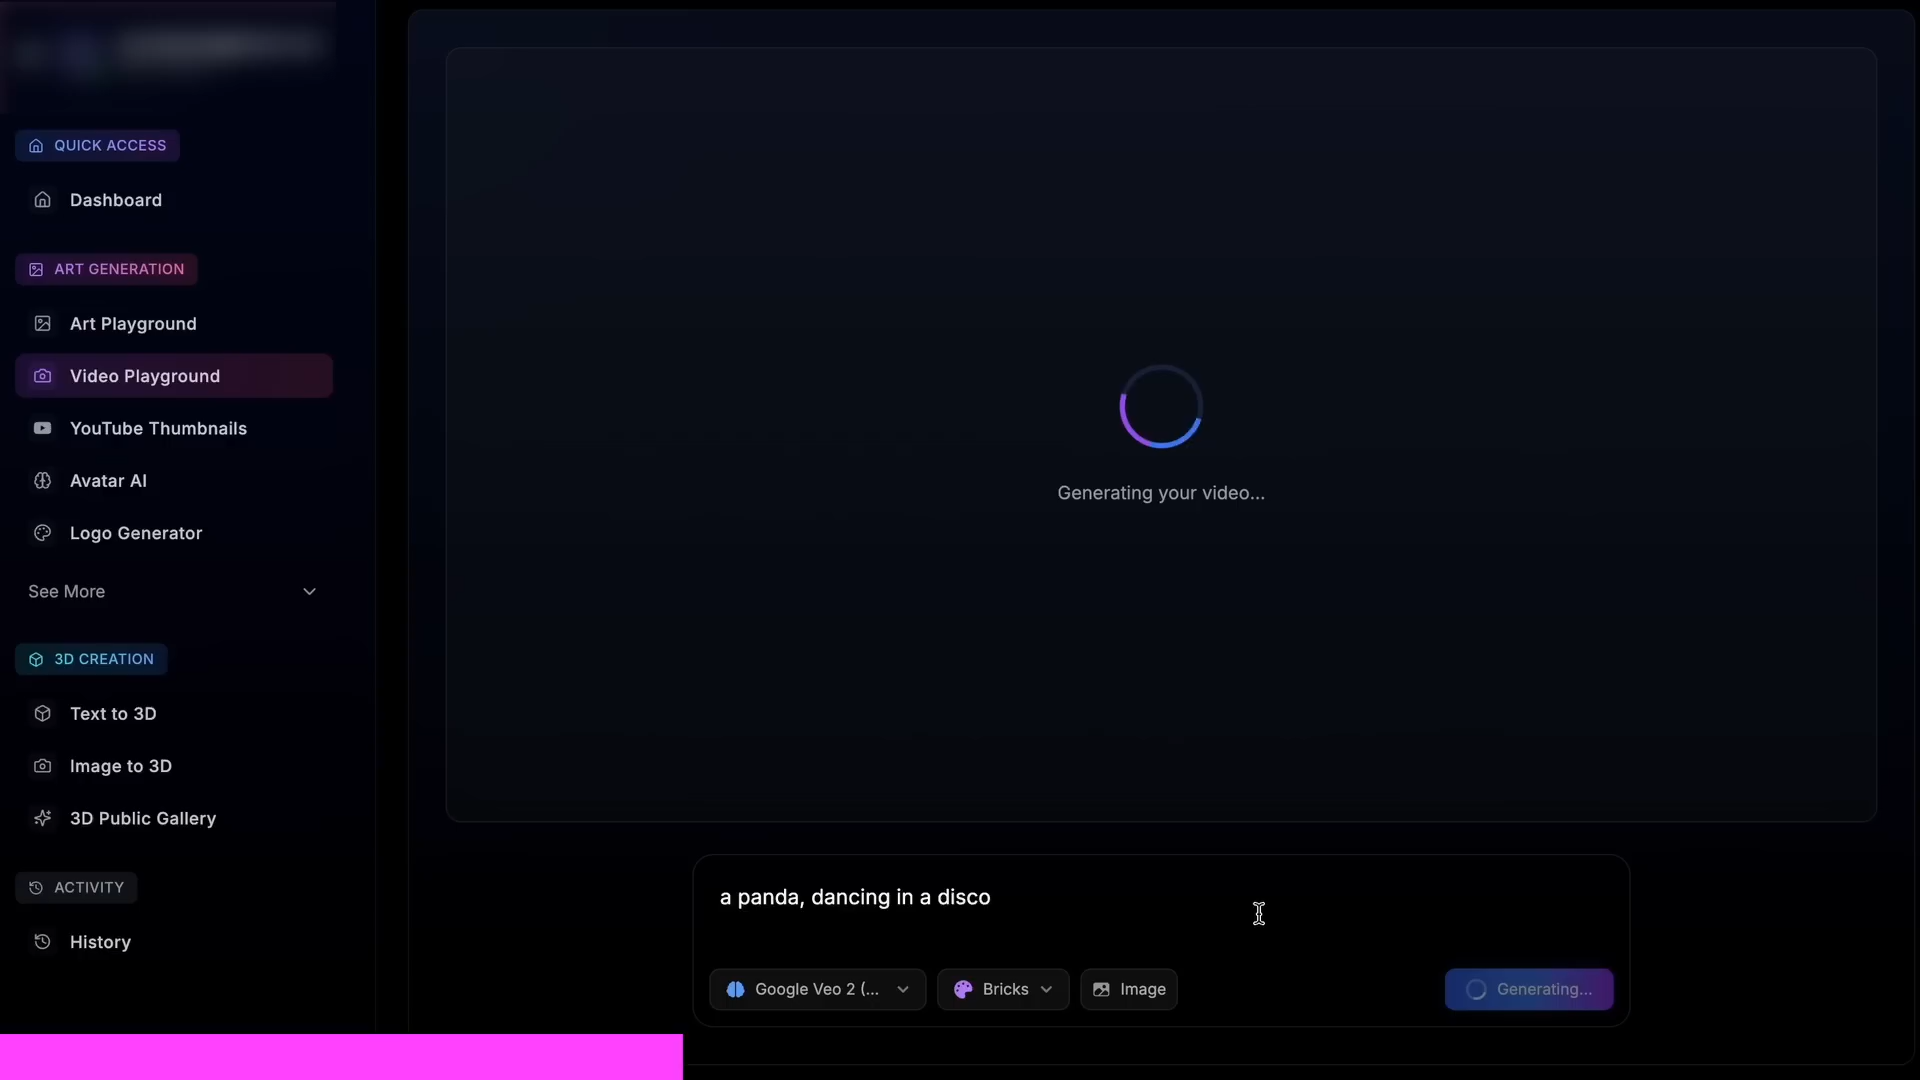 QUICK ACCESS
Dashboard
ART GENERATION
Art Playground
Video Playground
YouTube Thumbnails
Avatar AI
Logo Generator
See More
3D CREATION
Text to 3D
Image to 3D
3D Public Gallery
ACTIVITY
History
Generating your video...
a panda, dancing in a disco
Google Veo 2 (...
Bricks
Image
Generating...